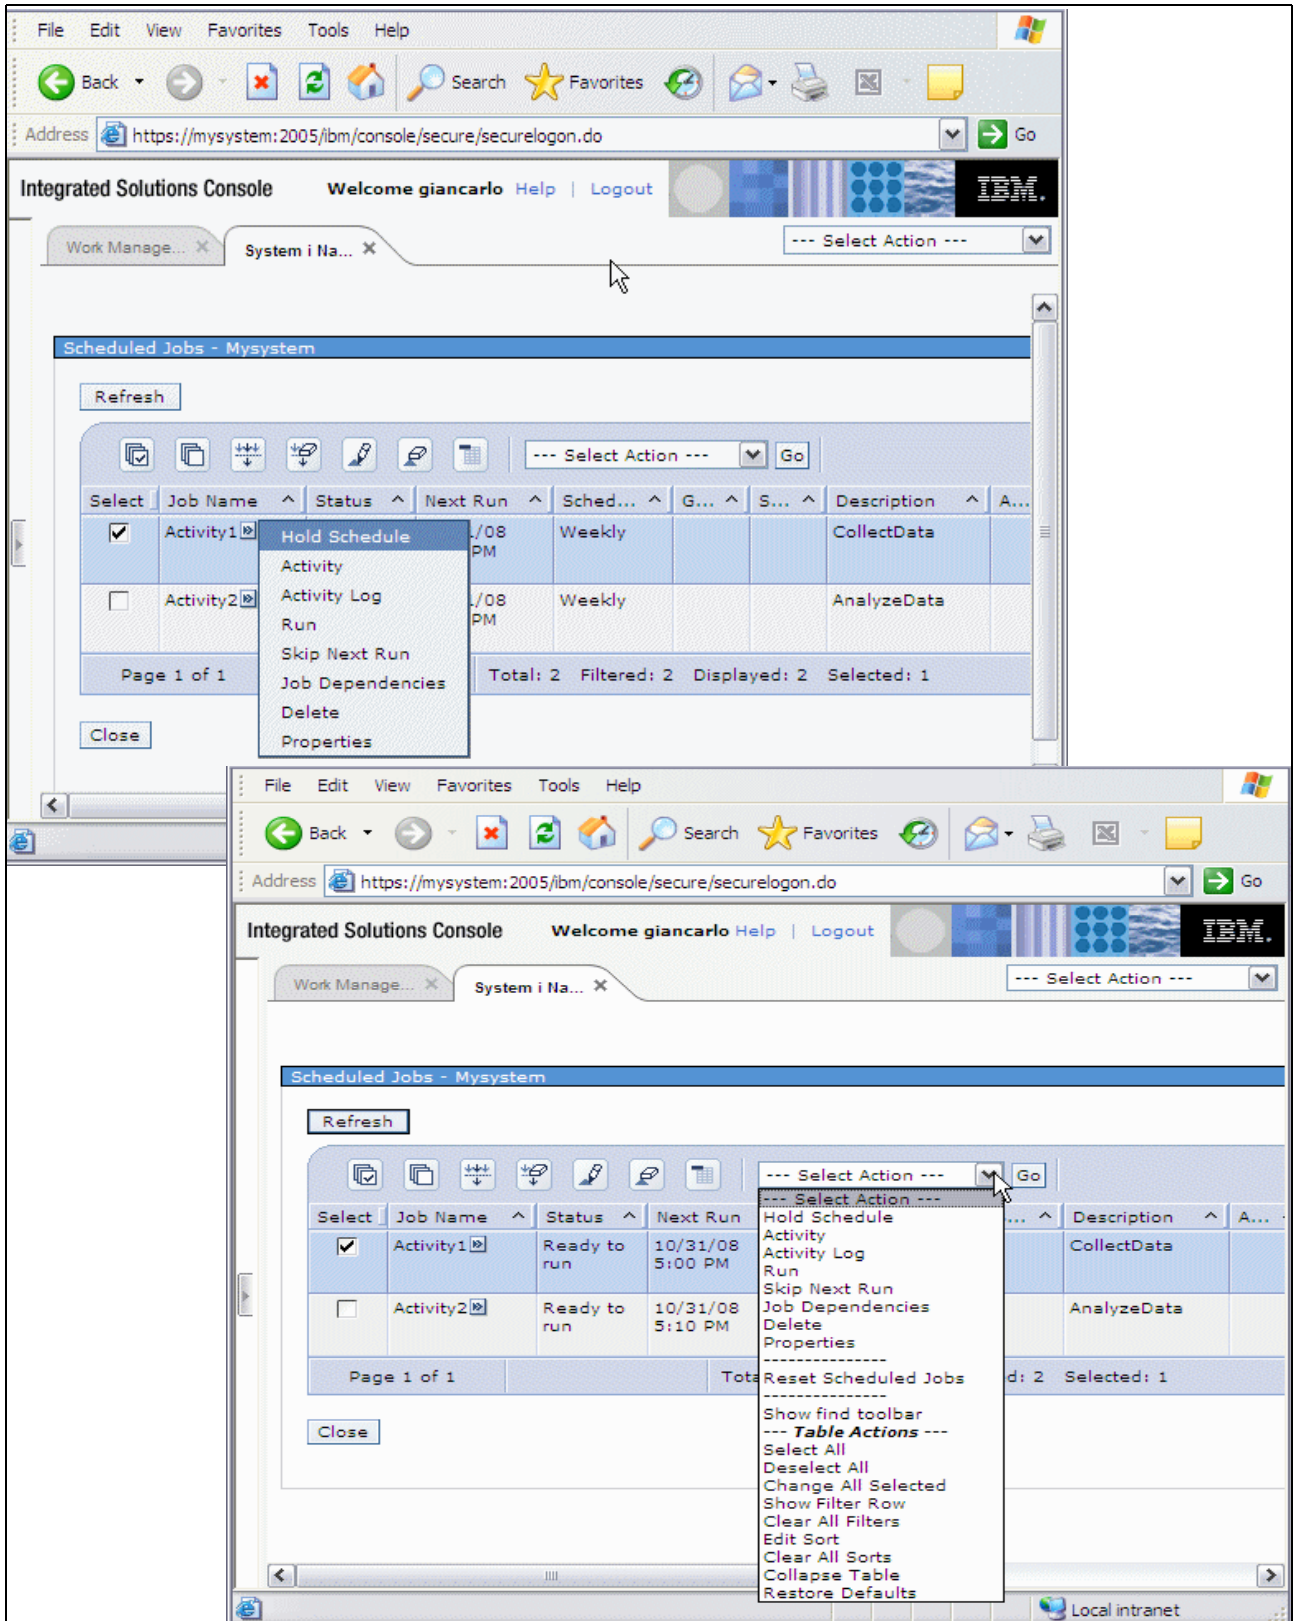 File Edit View Favorites Tools Help
Back Search Favorites
Address https://mysystem:2005/ibm/console/secure/securelogon.do Go
Integrated Solutions Console Welcome giancarlo Help | Logout IBM.
Work Manage... System i Na... --- Select Action ---
Scheduled Jobs - Mysystem
Refresh
--- Select Action --- Go
Select Job Name Status Next Run Sched... G... S... Description A...
Activity1 /08 Weekly CollectData
PM
Hold Schedule
Activity
Activity Log
Run
Skip Next Run
Job Dependencies
Delete
Properties
Activity2 /08 Weekly AnalyzeData
PM
Page 1 of 1 Total: 2 Filtered: 2 Displayed: 2 Selected: 1
Close
File Edit View Favorites Tools Help
Back Search Favorites
Address https://mysystem:2005/ibm/console/secure/securelogon.do Go
Integrated Solutions Console Welcome giancarlo Help | Logout IBM.
Work Manage... System i Na... --- Select Action ---
Scheduled Jobs - Mysystem
Refresh
--- Select Action --- Go
Select Job Name Status Next Run ... Description A...
Activity1 Ready to run 10/31/08 5:00 PM CollectData
Activity2 Ready to run 10/31/08 5:10 PM AnalyzeData
Page 1 of 1 Tota d: 2 Selected: 1
Close
--- Select Action ---
Hold Schedule
Activity
Activity Log
Run
Skip Next Run
Job Dependencies
Delete
Properties
---------------
Reset Scheduled Jobs
---------------
Show find toolbar
--- Table Actions ---
Select All
Deselect All
Change All Selected
Show Filter Row
Clear All Filters
Edit Sort
Clear All Sorts
Collapse Table
Restore Defaults
Local intranet